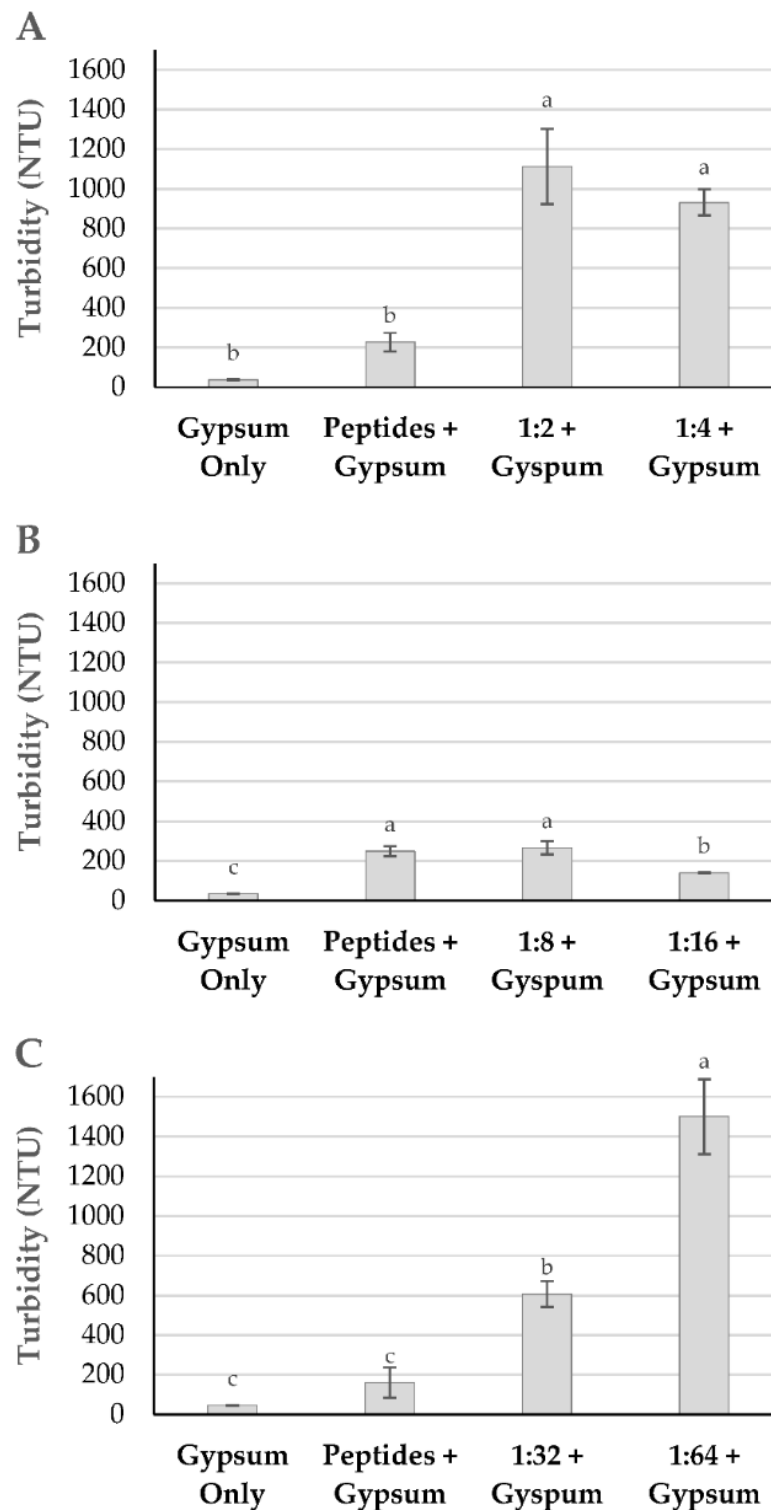 A
1600
1400
1200
1000
800
600
400
200
0
Turbidity (NTU)
b
b
a
a
Gypsum
Only
Peptides +
Gypsum
1:2 +
Gyspum
1:4 +
Gypsum
B
1600
1400
1200
1000
800
600
400
200
0
Turbidity (NTU)
c
a
a
b
Gypsum
Only
Peptides +
Gypsum
1:8 +
Gyspum
1:16 +
Gypsum
C
1600
1400
1200
1000
800
600
400
200
0
Turbidity (NTU)
c
c
b
a
Gypsum
Only
Peptides +
Gypsum
1:32 +
Gyspum
1:64 +
Gypsum